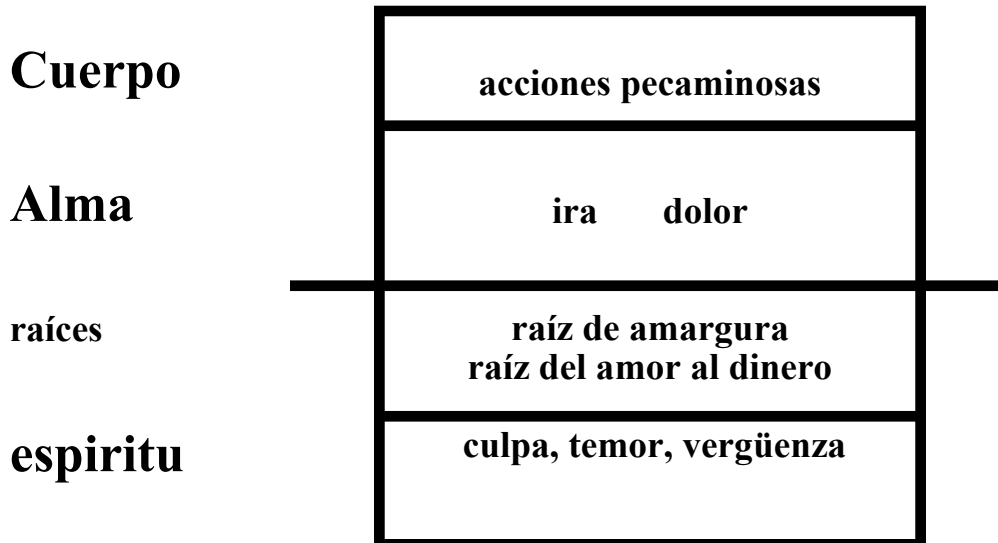 Cuerpo
acciones pecaminosas
Alma
ira dolor
raíces
raíz de amargura
raíz del amor al dinero
espiritu
culpa, temor, vergüenza